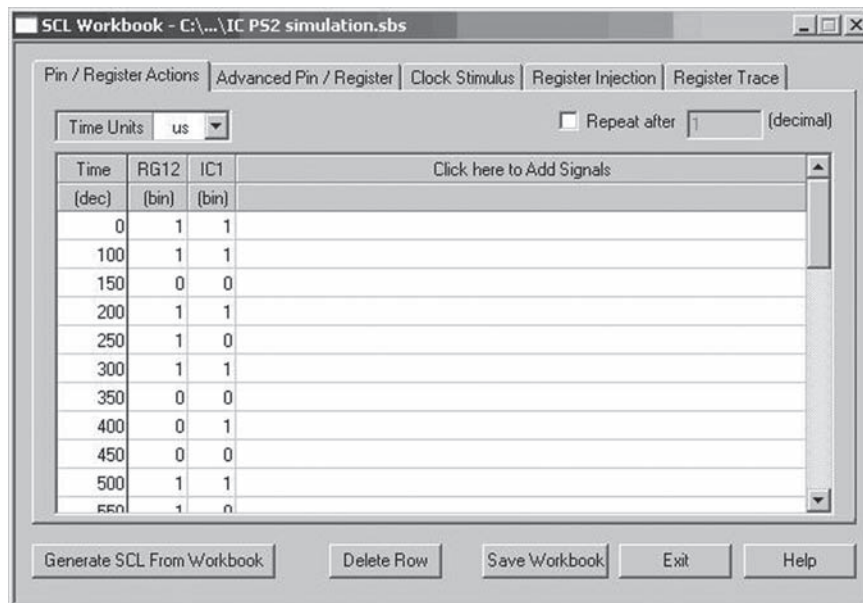 SCL Workbook - C:\...\IC PS2 simulation.sbs
Pin / Register Actions Advanced Pin / Register Clock Stimulus Register Injection Register Trace
Time Units us Repeat after 1 (decimal)
Time RG12 IC1 Click here to Add Signals
(dec) (bin) (bin)
0 1 1
100 1 1
150 0 0
200 1 1
250 1 0
300 1 1
350 0 0
400 0 1
450 0 0
500 1 1
550 1 0
Generate SCL From Workbook Delete Row Save Workbook Exit Help